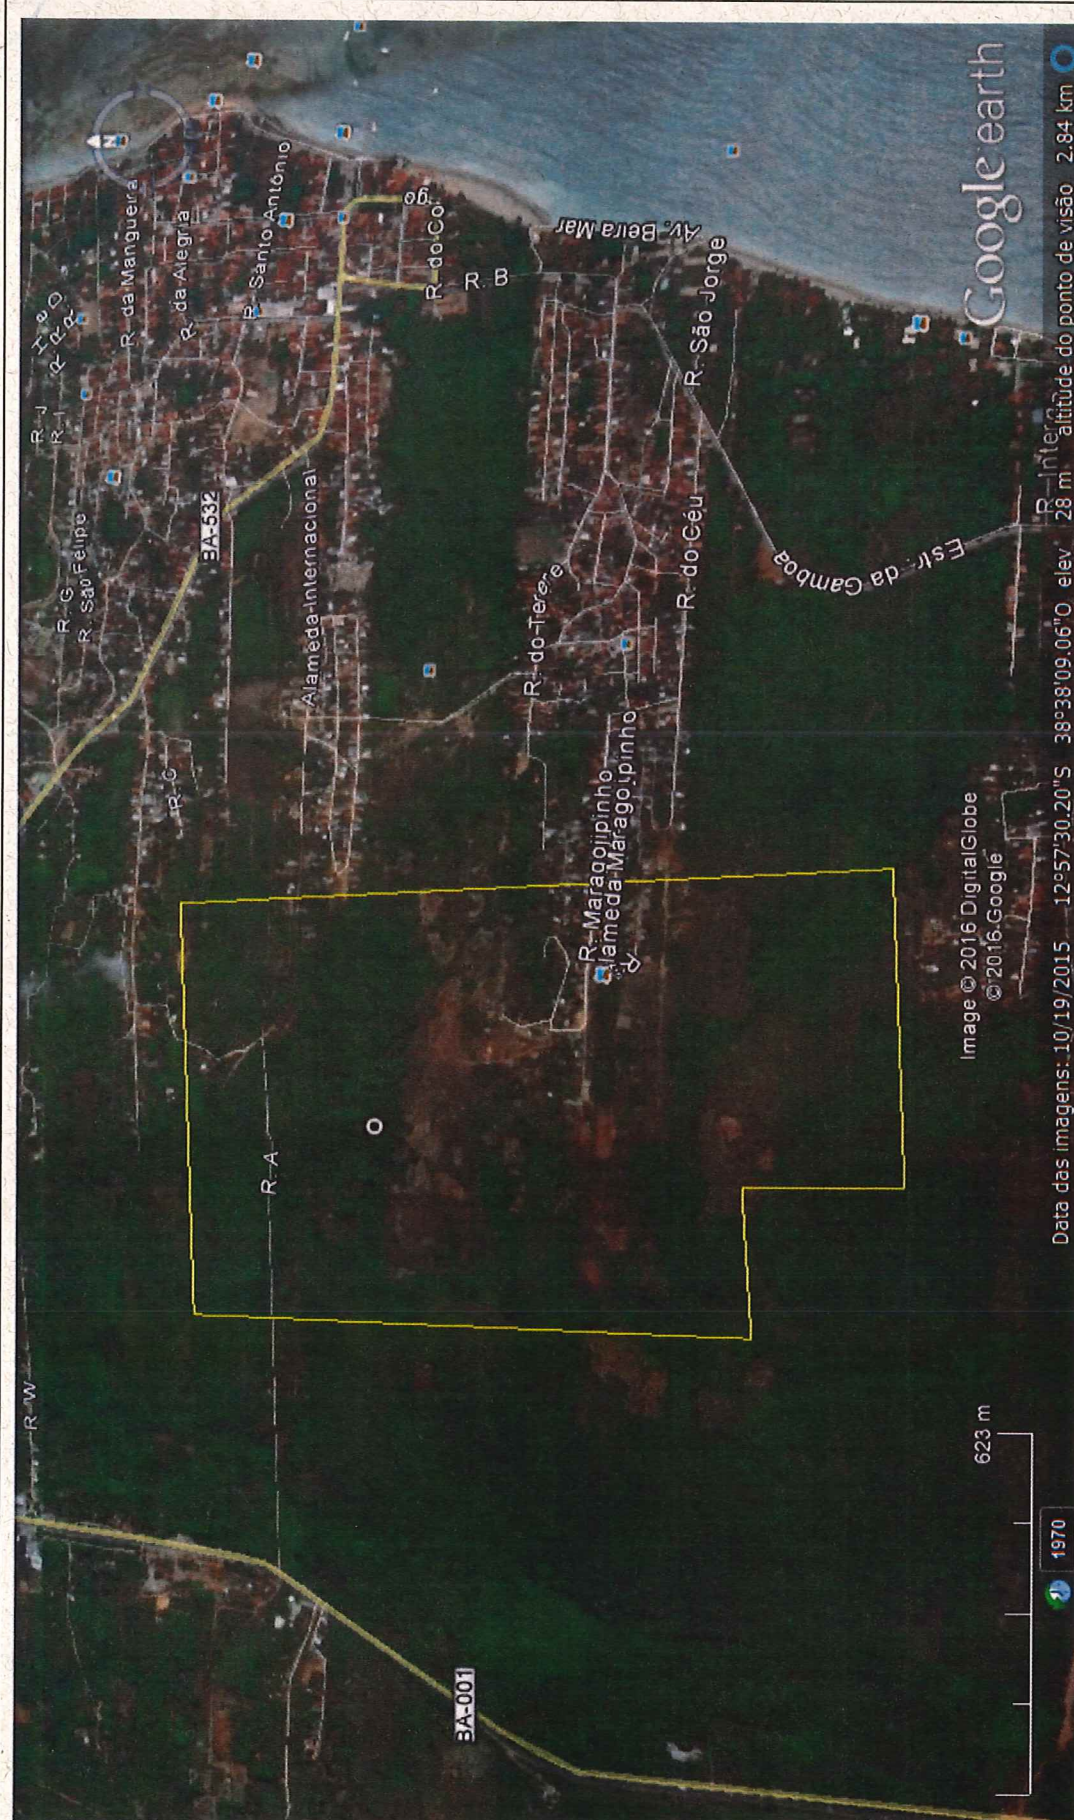 R. W
BA-001
R. A
R. J
R. I
R. G
R. São Felipe
R. da Mangueira
R. da Alegria
R. Santo Antônio
BA-532
R. G
Alameda Internacional
R. B
Av. Beira Mar
R. São Jorge
R. do Terere
R. do Céu
Estr. da Gamboa
R. Maragojipinho
Alameda Maragojipinho
R
623 m
Image © 2016 DigitalGlobe
© 2016 Google
Google earth
N
1970
Data das imagens: 10/19/2015 12°57'30.20"S 38°38'09.06"O elev 28 m altitude do ponto de visão 2.84 km